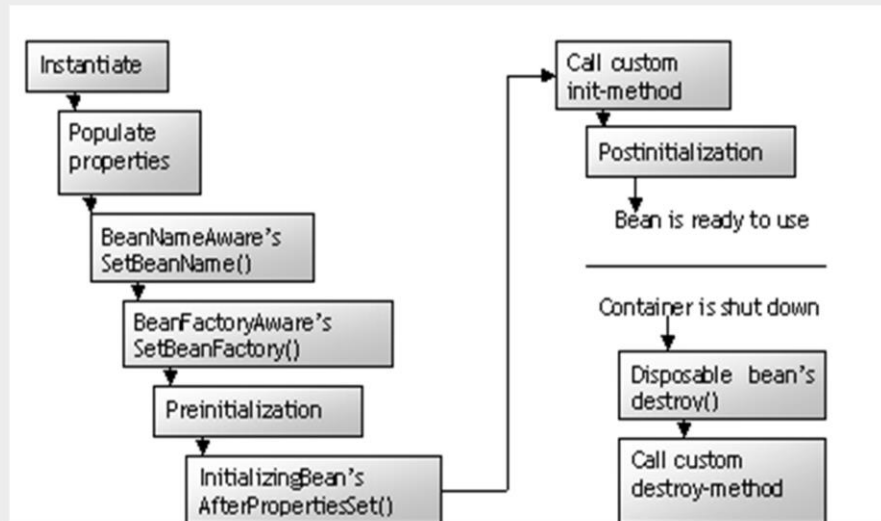 Instantiate
Populate
properties
BeanNameAware's
SetBeanName()
BeanFactoryAware's
SetBeanFactory()
Preinitialization
InitializingBean's
AfterPropertiesSet()
Call custom
init-method
Postinitialization
Bean is ready to use
Container is shut down
Disposable bean's
destroy()
Call custom
destroy-method